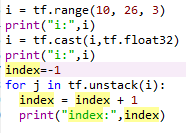 i = tf.range(10, 26, 3)
print("i:",i)
i = tf.cast(i,tf.float32)
print("i:",i)
index=-1
for j in tf.unstack(i):
  index = index + 1
  print("index:",index)